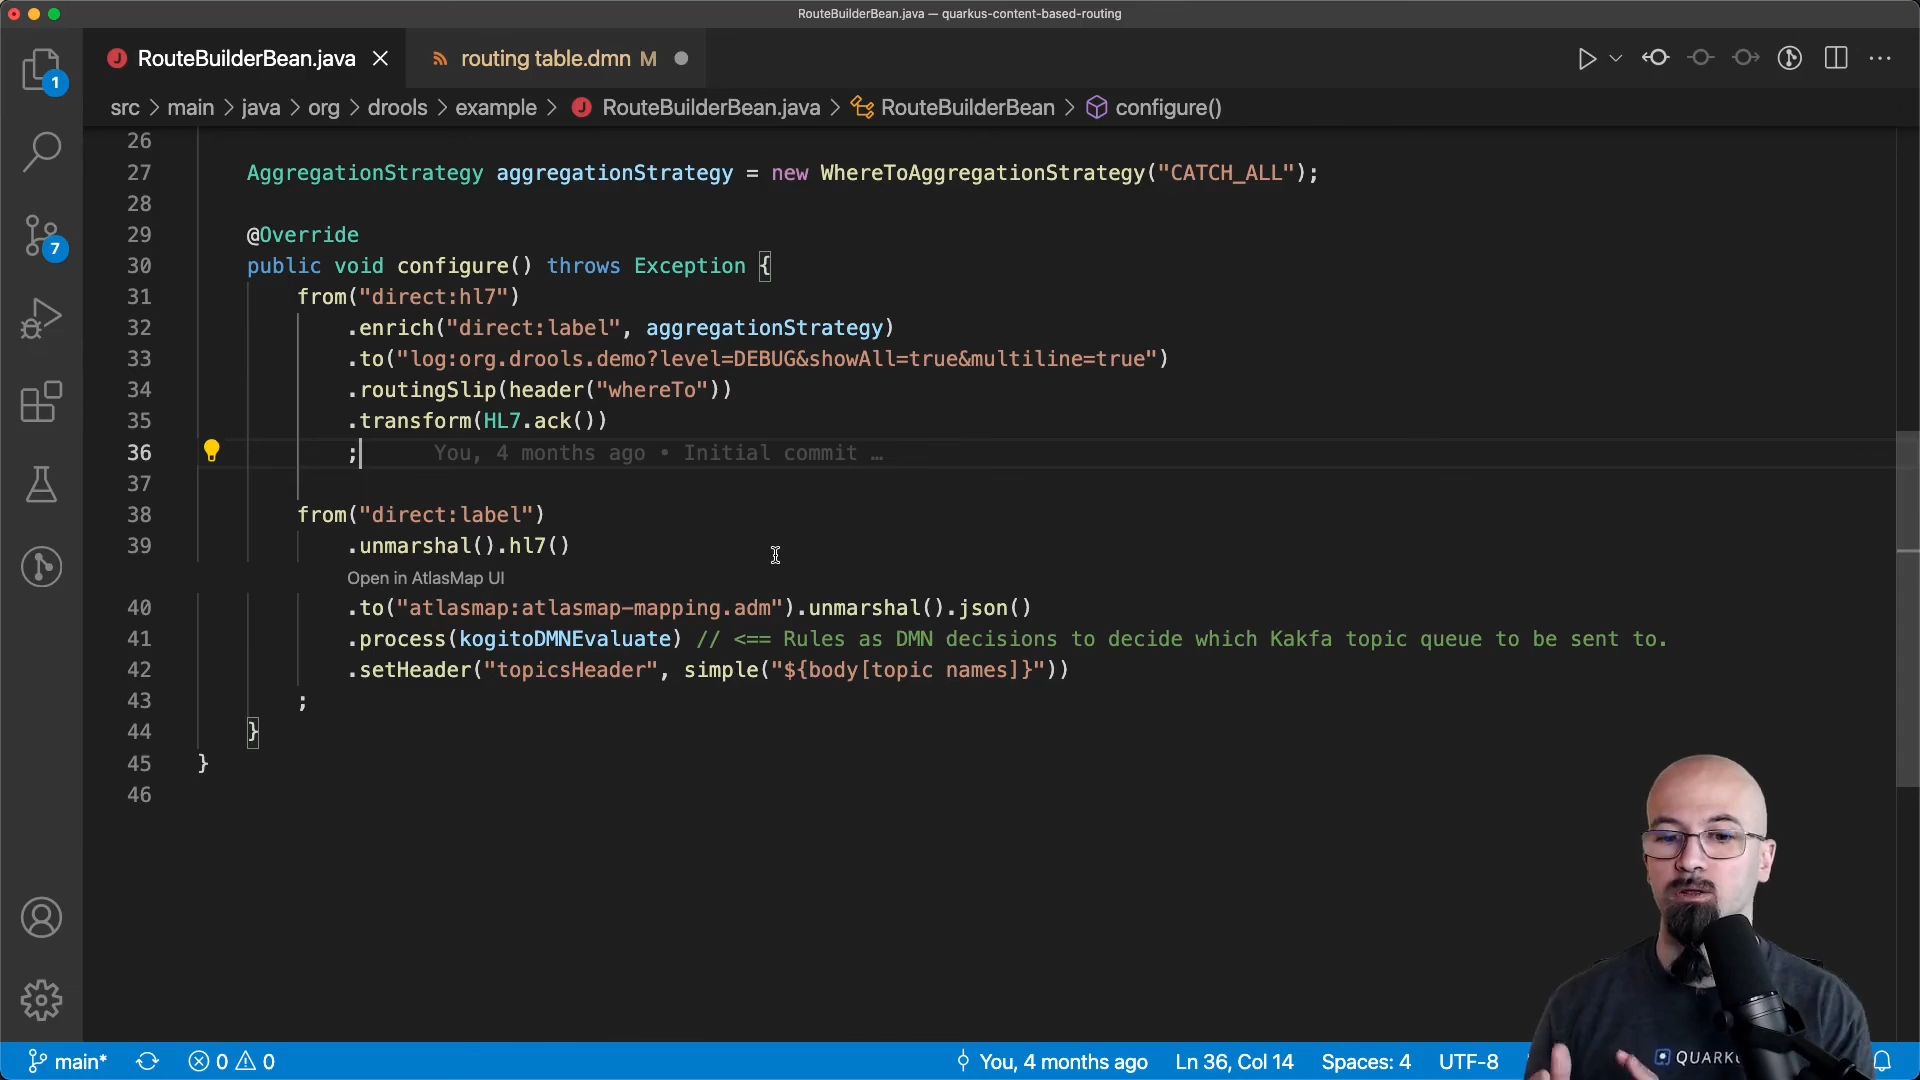 RouteBuilderBean.java — quarkus-content-based-routing
RouteBuilderBean.java
routing table.dmn M
src > main > java > org > drools > example > RouteBuilderBean.java > RouteBuilderBean > configure()
1
7
26
27 AggregationStrategy aggregationStrategy = new WhereToAggregationStrategy("CATCH_ALL");
28
29 @Override
30 public void configure() throws Exception {
31 from("direct:hl7")
32 .enrich("direct:label", aggregationStrategy)
33 .to("log:org.drools.demo?level=DEBUG&showAll=true&multiline=true")
34 .routingSlip(header("whereTo"))
35 .transform(HL7.ack())
36 ; You, 4 months ago • Initial commit …
37
38 from("direct:label")
39 .unmarshal().hl7()
Open in AtlasMap UI
40 .to("atlasmap:atlasmap-mapping.adm").unmarshal().json()
41 .process(kogitoDMNEvaluate) // <== Rules as DMN decisions to decide which Kakfa topic queue to be sent to.
42 .setHeader("topicsHeader", simple("${body[topic names]}"))
43 ;
44 }
45 }
46
main* 0 0 You, 4 months ago Ln 36, Col 14 Spaces: 4 UTF-8